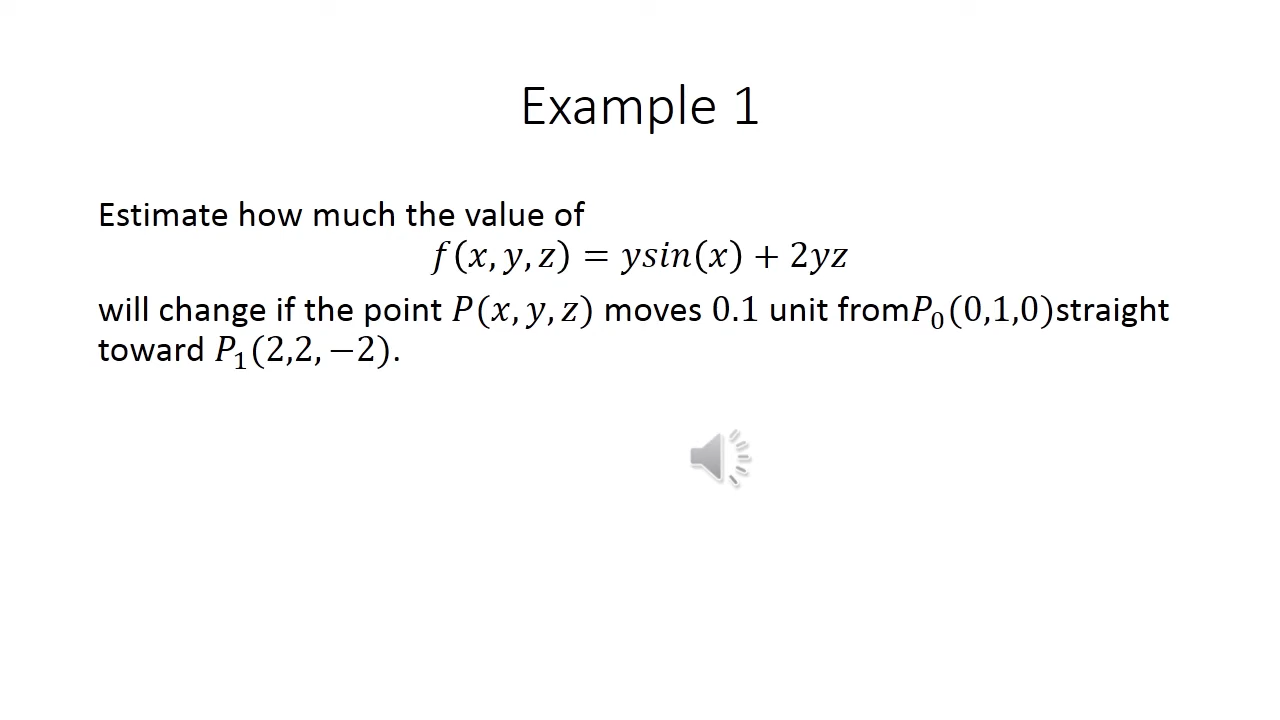 Example 1
Estimate how much the value of
𝑓(𝑥, 𝑦, 𝑧) = 𝑦𝑠𝑖𝑛(𝑥) + 2𝑦𝑧
will change if the point 𝑃(𝑥, 𝑦, 𝑧) moves 0.1 unit from𝑃₀(0,1,0)straight
toward 𝑃₁(2,2, −2).